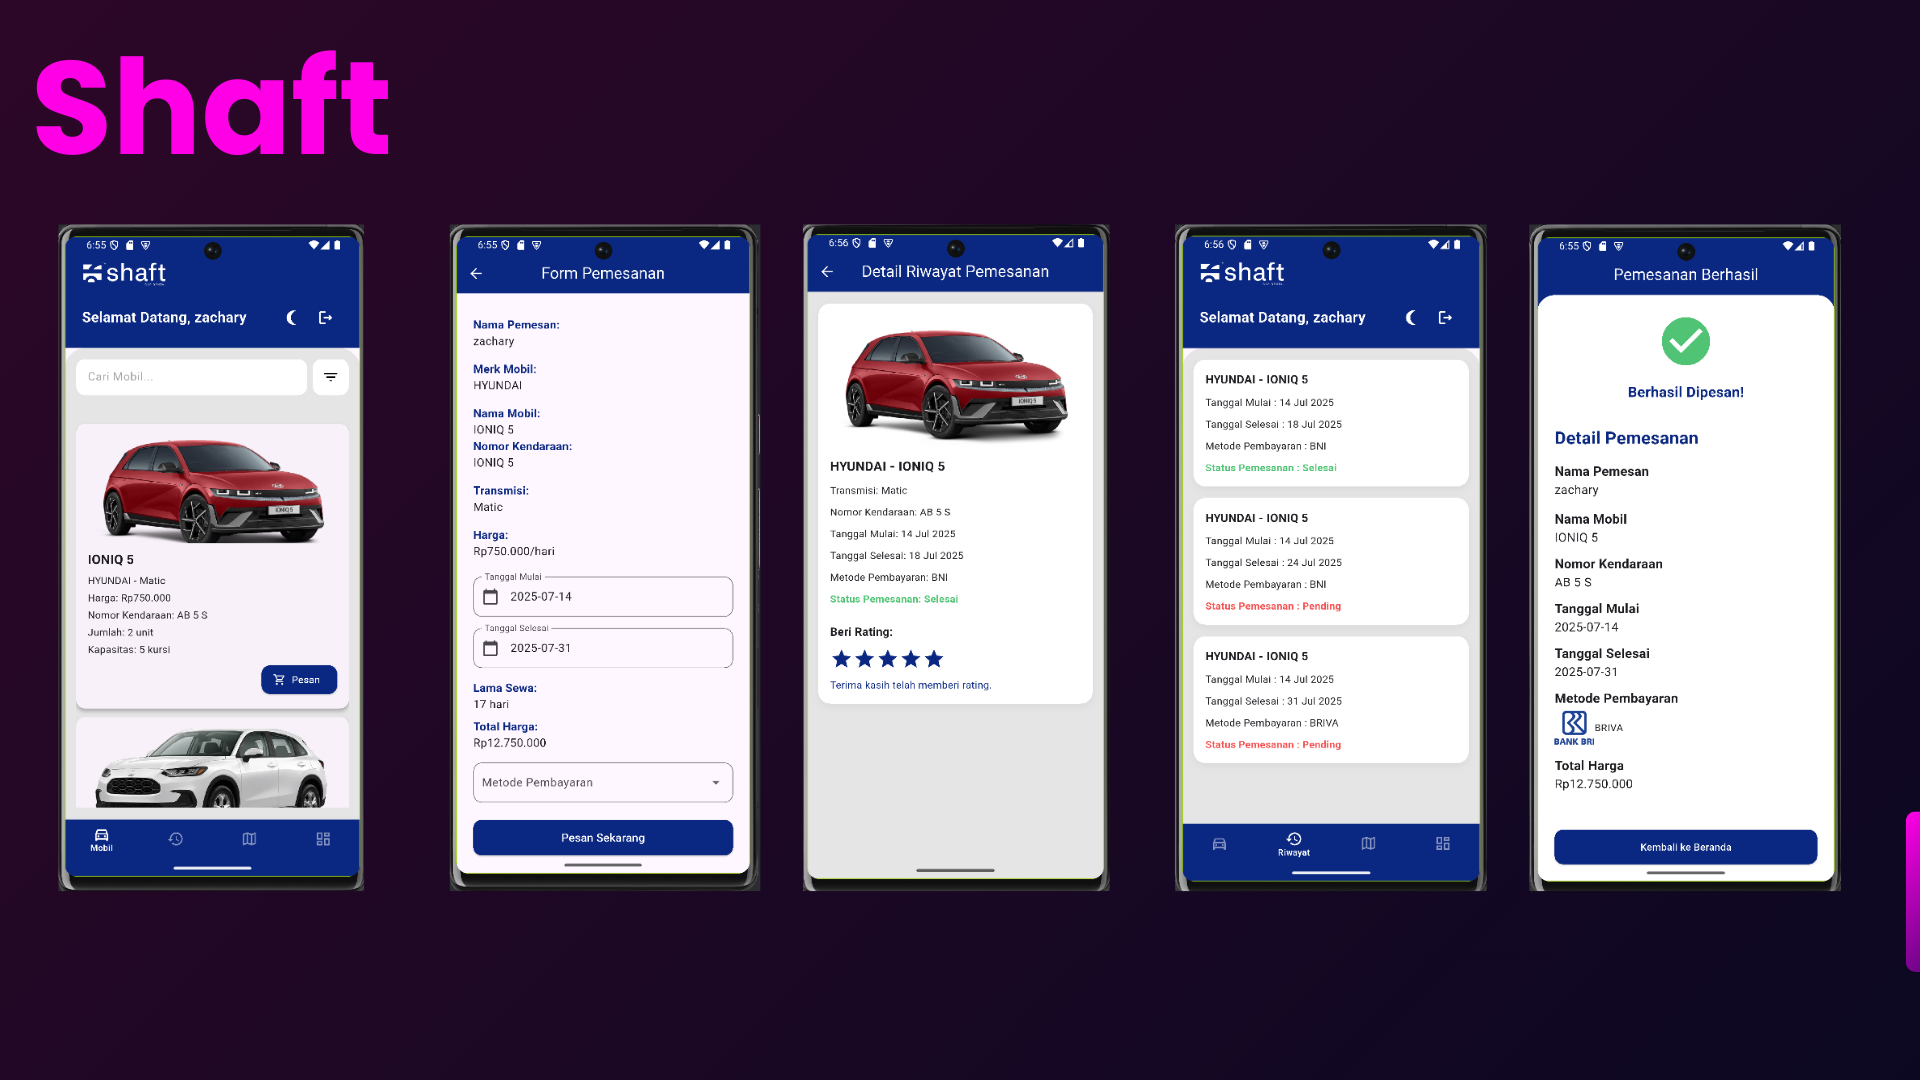 Shaft
6:55
shaft
Selamat Datang, zachary
Cari Mobil...
IONIQ 5
IONIQ 5
HYUNDAI - Matic
Harga: Rp750.000
Nomor Kendaraan: AB 5 S
Jumlah: 2 unit
Kapasitas: 5 kursi
Pesan
Mobil
6:55
Form Pemesanan
Nama Pemesan:
zachary
Merk Mobil:
HYUNDAI
Nama Mobil:
IONIQ 5
Nomor Kendaraan:
IONIQ 5
Transmisi:
Matic
Harga:
Rp750.000/hari
Tanggal Mulai
2025-07-14
Tanggal Selesai
2025-07-31
Lama Sewa:
17 hari
Total Harga:
Rp12.750.000
Metode Pembayaran
Pesan Sekarang
6:56
Detail Riwayat Pemesanan
IONIQ 5
HYUNDAI - IONIQ 5
Transmisi: Matic
Nomor Kendaraan: AB 5 S
Tanggal Mulai: 14 Jul 2025
Tanggal Selesai: 18 Jul 2025
Metode Pembayaran: BNI
Status Pemesanan: Selesai
Beri Rating:
Terima kasih telah memberi rating.
6:56
shaft
Selamat Datang, zachary
HYUNDAI - IONIQ 5
Tanggal Mulai : 14 Jul 2025
Tanggal Selesai : 18 Jul 2025
Metode Pembayaran : BNI
Status Pemesanan : Selesai
HYUNDAI - IONIQ 5
Tanggal Mulai : 14 Jul 2025
Tanggal Selesai : 24 Jul 2025
Metode Pembayaran : BNI
Status Pemesanan : Pending
HYUNDAI - IONIQ 5
Tanggal Mulai : 14 Jul 2025
Tanggal Selesai : 31 Jul 2025
Metode Pembayaran : BRIVA
Status Pemesanan : Pending
Riwayat
6:55
Pemesanan Berhasil
Berhasil Dipesan!
Detail Pemesanan
Nama Pemesan
zachary
Nama Mobil
IONIQ 5
Nomor Kendaraan
AB 5 S
Tanggal Mulai
2025-07-14
Tanggal Selesai
2025-07-31
Metode Pembayaran
BANK BRI
BRIVA
Total Harga
Rp12.750.000
Kembali ke Beranda